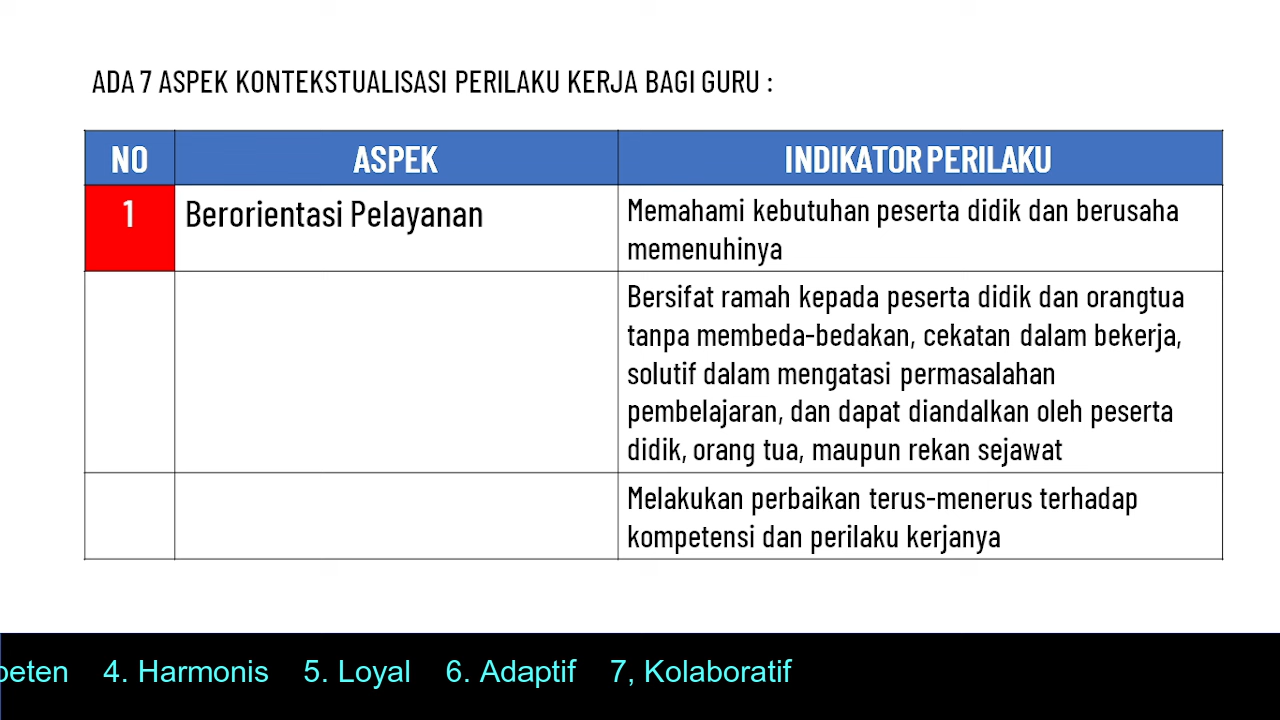 ADA 7 ASPEK KONTEKSTUALISASI PERILAKU KERJA BAGI GURU :
NO ASPEK INDIKATOR PERILAKU
1 Berorientasi Pelayanan Memahami kebutuhan peserta didik dan berusaha
memenuhinya
Bersifat ramah kepada peserta didik dan orangtua
tanpa membeda-bedakan, cekatan dalam bekerja,
solutif dalam mengatasi permasalahan
pembelajaran, dan dapat diandalkan oleh peserta
didik, orang tua, maupun rekan sejawat
Melakukan perbaikan terus-menerus terhadap
kompetensi dan perilaku kerjanya
4. Harmonis 5. Loyal 6. Adaptif 7, Kolaboratif